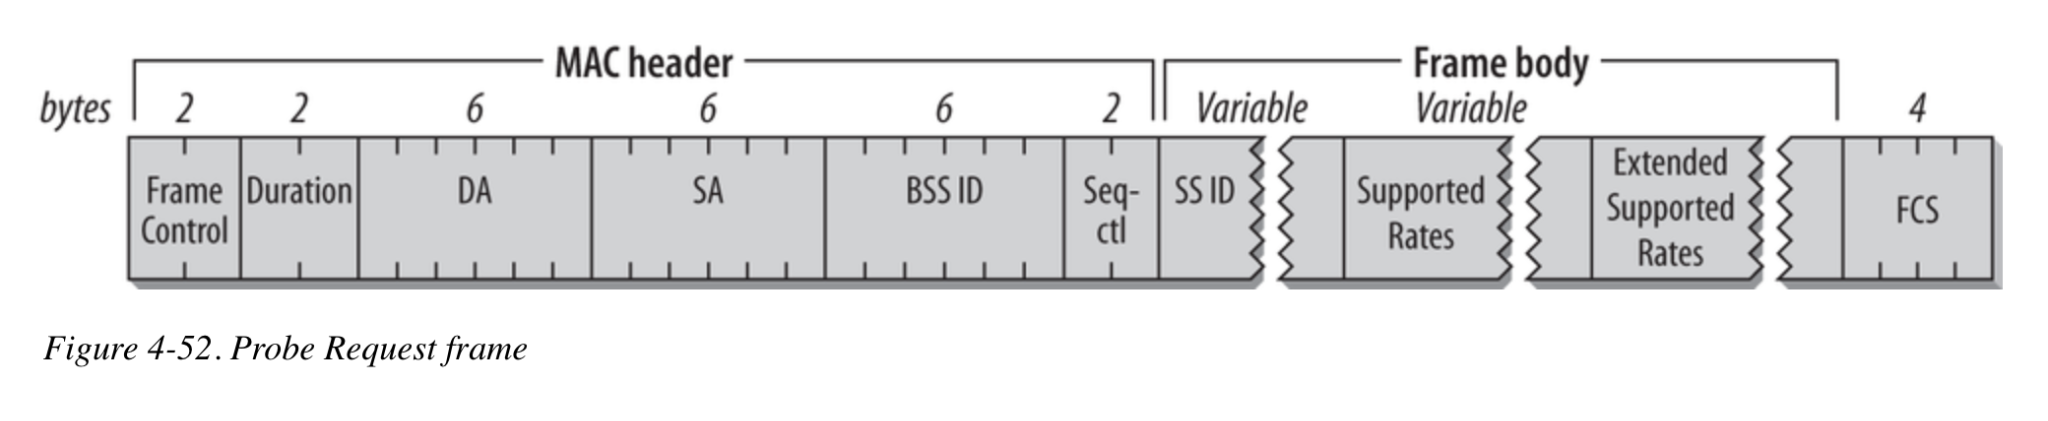 MAC header Frame body
bytes 2 2 6 6 6 2 Variable Variable 4
Frame Control
Duration
DA
SA
BSS ID
Seq-
ctl
SS ID
Supported
Rates
Extended
Supported
Rates
FCS
Figure 4-52. Probe Request frame